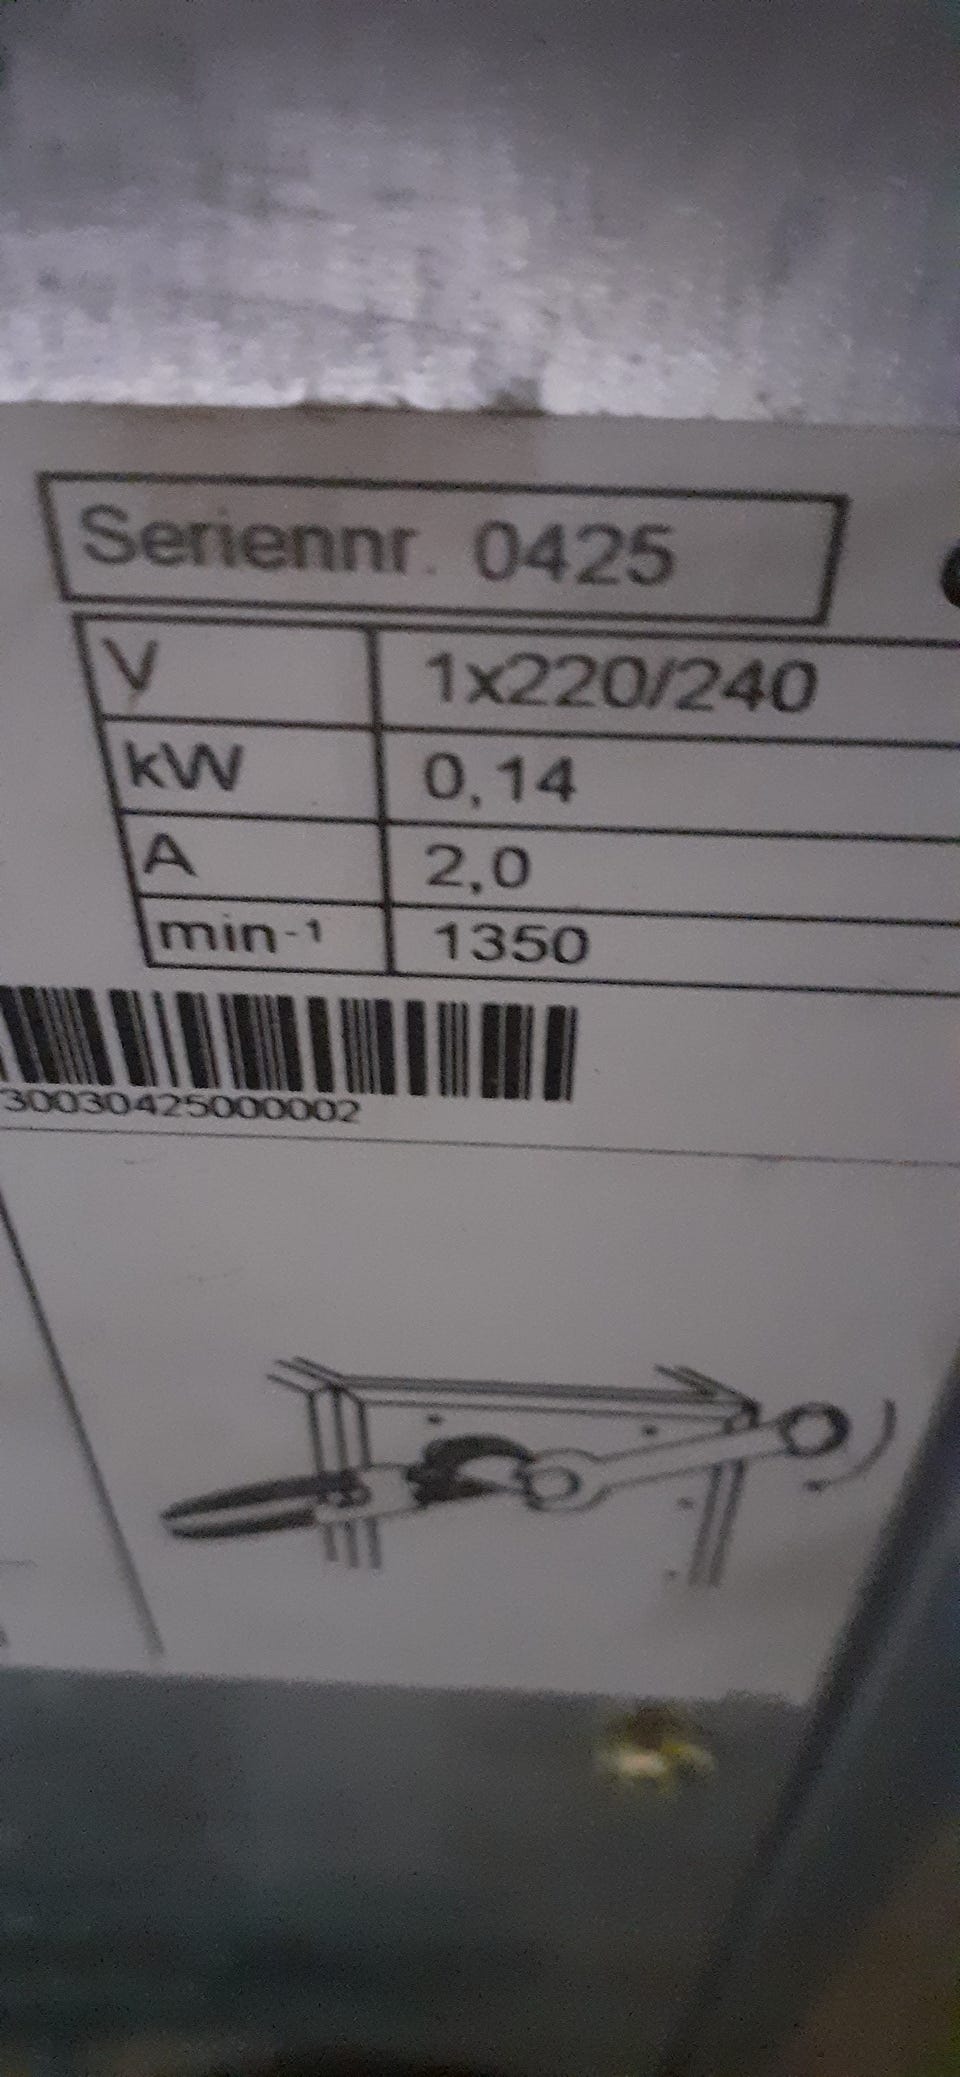 Seriennr. 0425
V 1x220/240
kW 0,14
A 2,0
min-1 1350
30030425000002